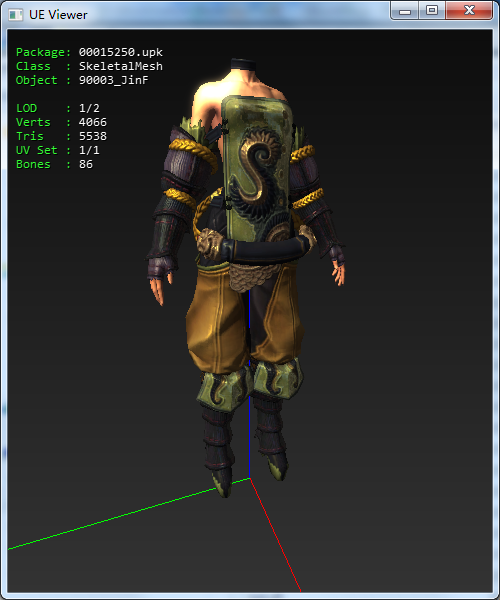 UE Viewer
Package: 00015250.upk
Class : SkeletalMesh
Object : 90003_JinF
LOD : 1/2
Verts : 4066
Tris : 5538
UV Set : 1/1
Bones : 86